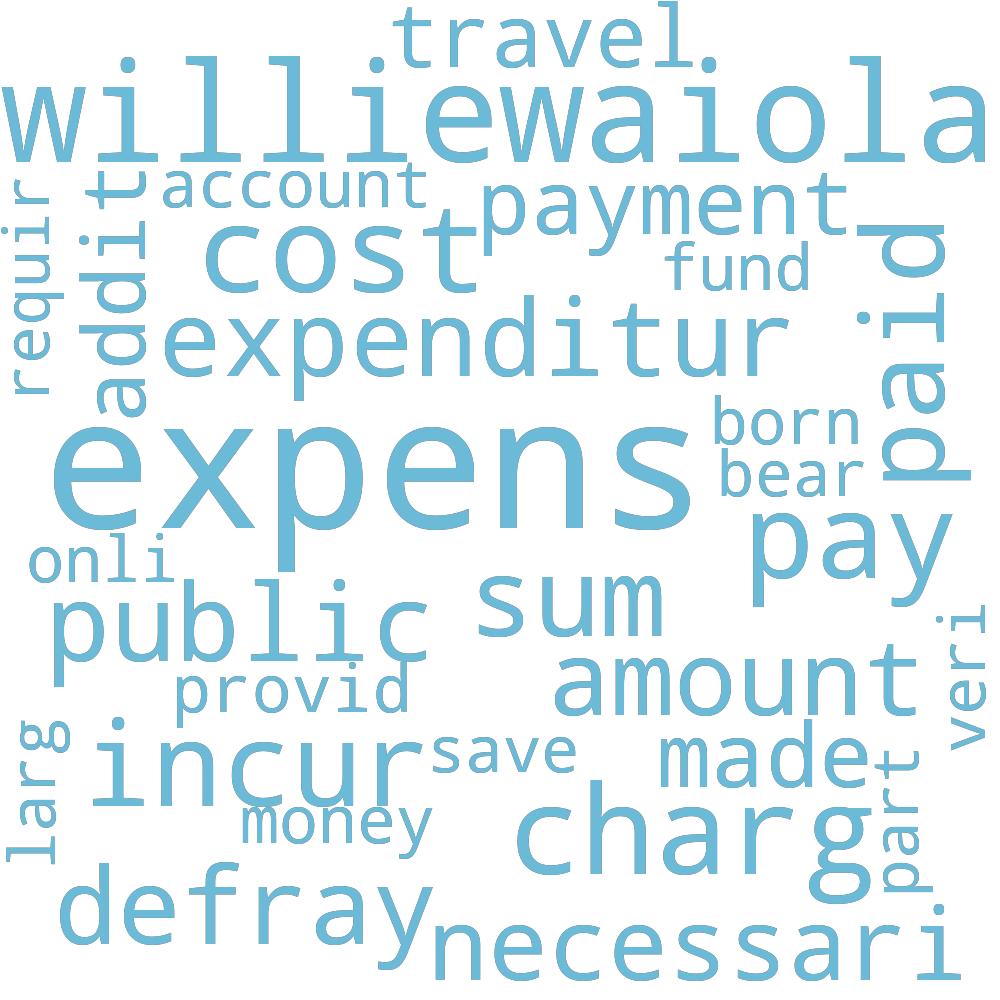 travel
williewaiola
account
payment
requir
addit
cost
fund
paid
expenditur
born
expens
bear
pay
onli
public
sum
veri
provid
amount
larg
incur
save
made
part
money
charg
defray
necessari